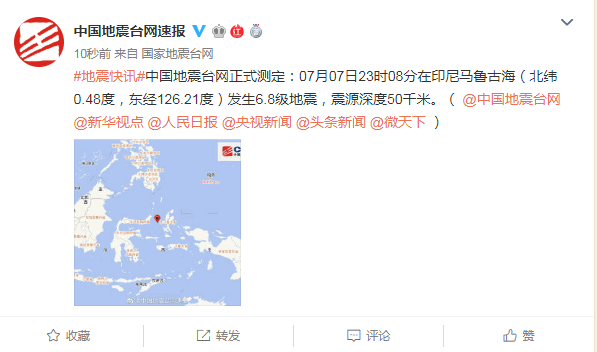 中国地震台网速报
10秒前 来自 国家地震台网
#地震快讯#中国地震台网正式测定：07月07日23时08分在印尼马鲁古海（北纬
0.48度，东经126.21度）发生6.8级地震，震源深度50千米。（ @中国地震台网
@新华视点 @人民日报 @央视新闻 @头条新闻 @微天下 ）
收藏 转发 评论 赞